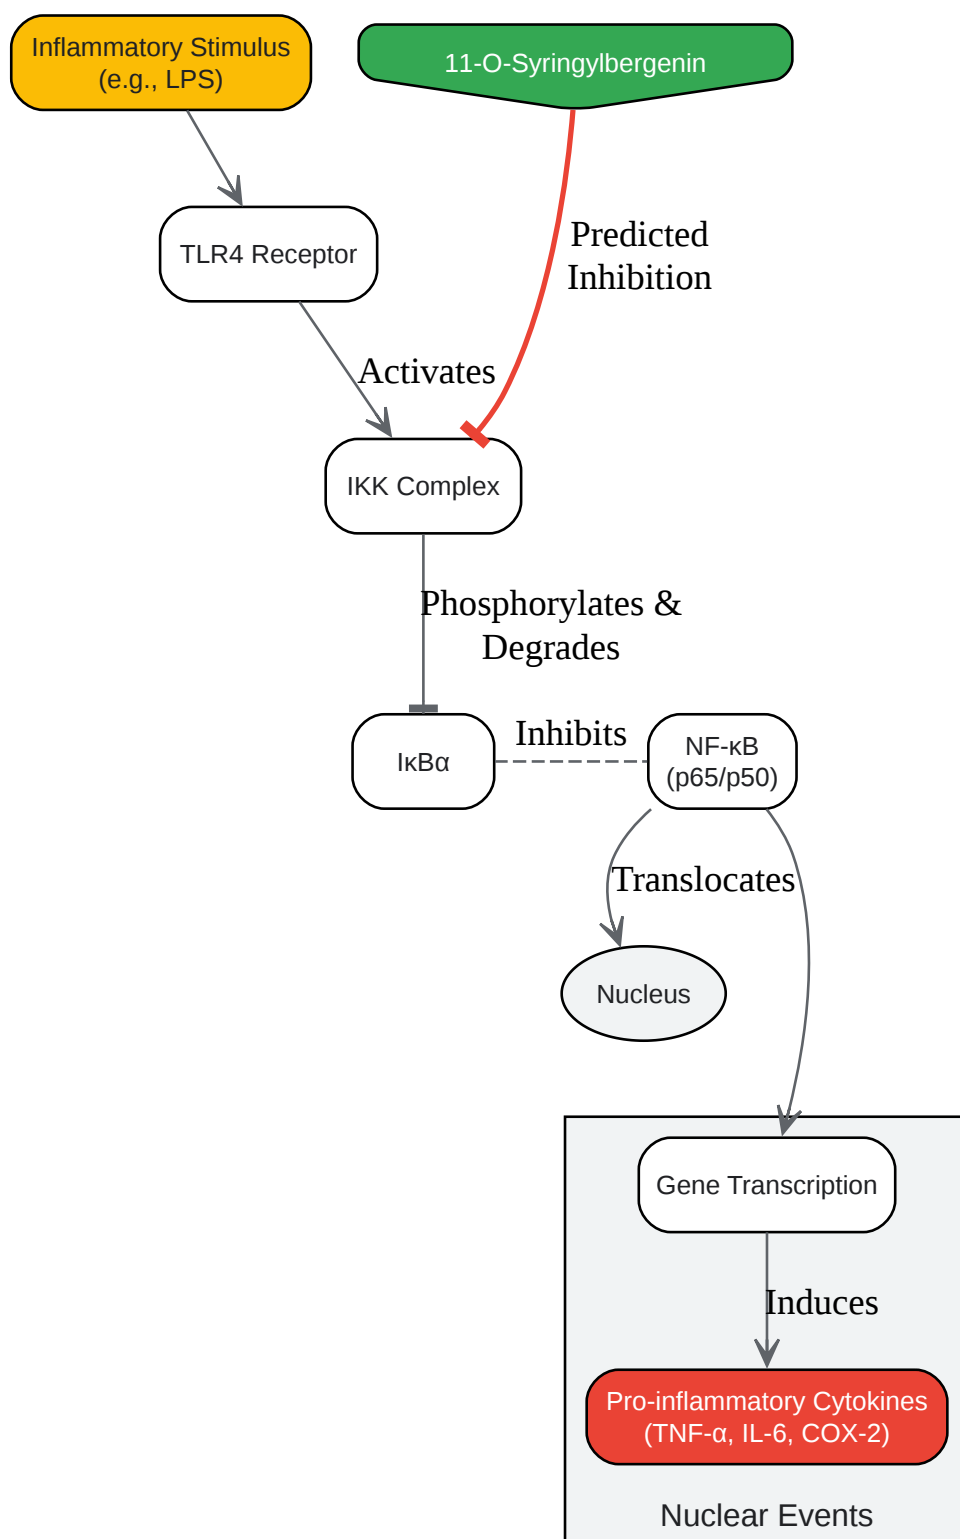 Inflammatory Stimulus
(e.g., LPS)
11-O-Syringylbergenin
Predicted
Inhibition
TLR4 Receptor
Activates
IKK Complex
Phosphorylates &
Degrades
IκBα
Inhibits
NF-κB
(p65/p50)
Translocates
Nucleus
Gene Transcription
Induces
Pro-inflammatory Cytokines
(TNF-α, IL-6, COX-2)
Nuclear Events